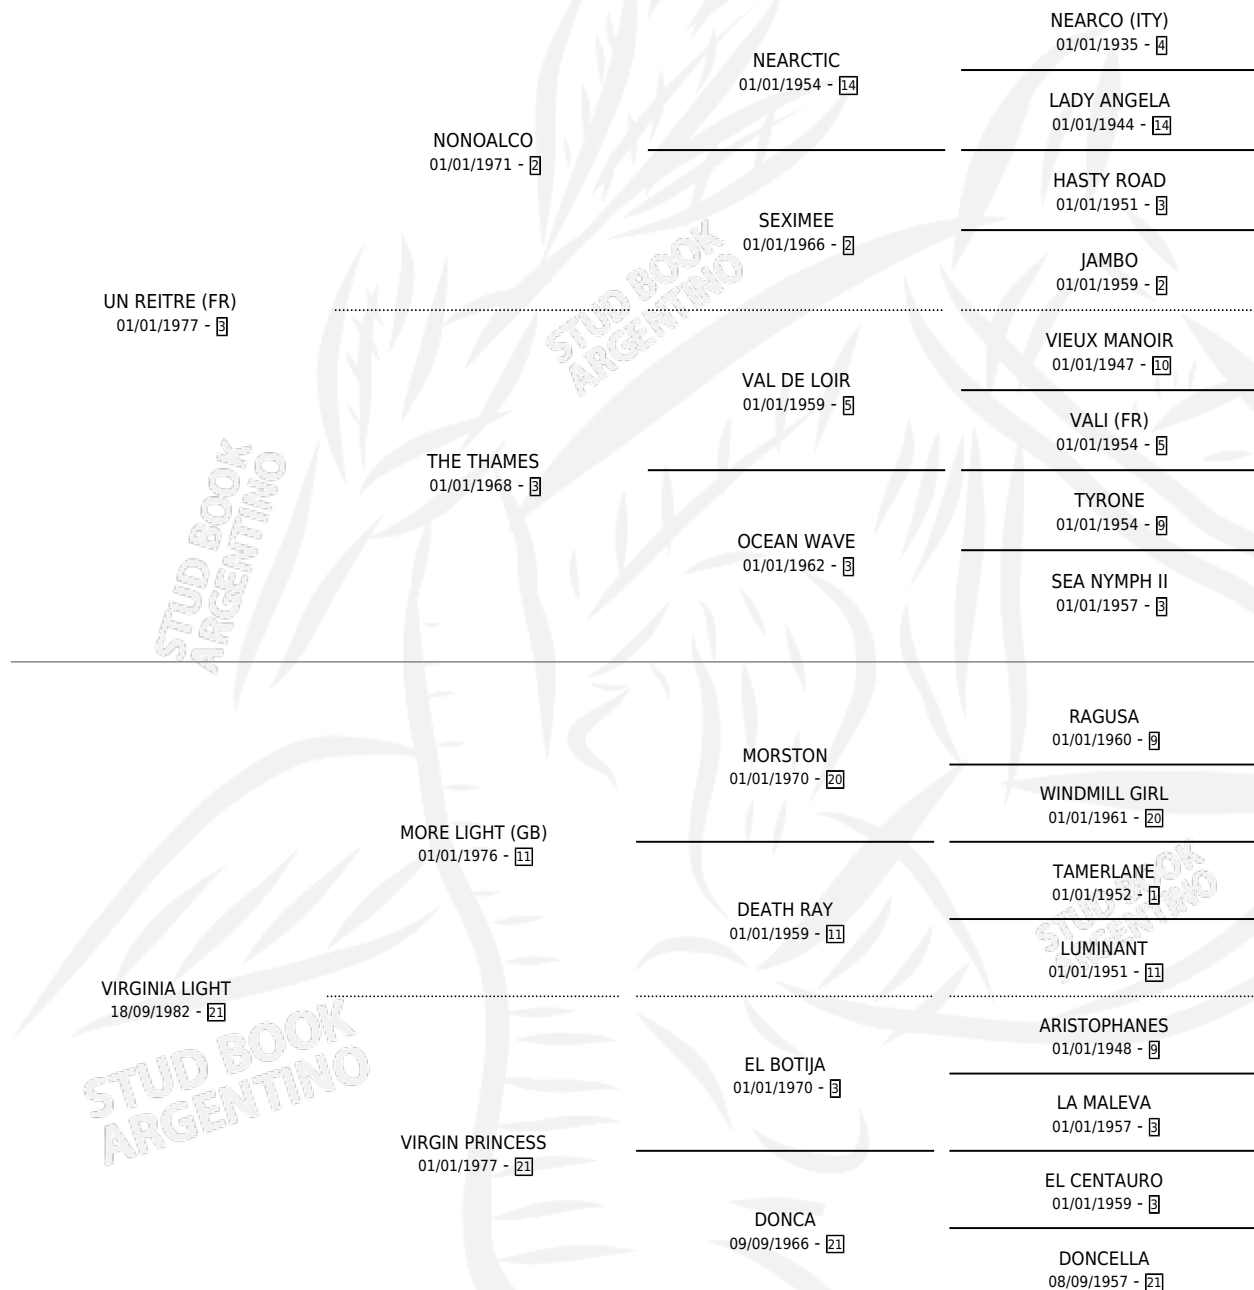 NEARCO (ITY)
01/01/1935 - 4
NEARCTIC
01/01/1954 - 14
LADY ANGELA
01/01/1944 - 14
NONOALCO
01/01/1971 - 2
HASTY ROAD
01/01/1951 - 3
SEXIMEE
01/01/1966 - 2
JAMBO
01/01/1959 - 2
UN REITRE (FR)
01/01/1977 - 3
VIEUX MANOIR
01/01/1947 - 10
VAL DE LOIR
01/01/1959 - 5
VALI (FR)
01/01/1954 - 5
THE THAMES
01/01/1968 - 3
TYRONE
01/01/1954 - 9
OCEAN WAVE
01/01/1962 - 3
SEA NYMPH II
01/01/1957 - 3
RAGUSA
01/01/1960 - 9
MORSTON
01/01/1970 - 20
WINDMILL GIRL
01/01/1961 - 20
MORE LIGHT (GB)
01/01/1976 - 11
TAMERLANE
01/01/1952 - 1
DEATH RAY
01/01/1959 - 11
LUMINANT
01/01/1951 - 11
VIRGINIA LIGHT
18/09/1982 - 21
ARISTOPHANES
01/01/1948 - 9
EL BOTIJA
01/01/1970 - 3
LA MALEVA
01/01/1957 - 3
VIRGIN PRINCESS
01/01/1977 - 21
EL CENTAURO
01/01/1959 - 3
DONCA
09/09/1966 - 21
DONCELLA
08/09/1957 - 21
STUD BOOK
ARGENTINO
STUD BOOK
ARGENTINO
STUD BOOK
ARGENTINO
STUD BOOK
ARGENTINO